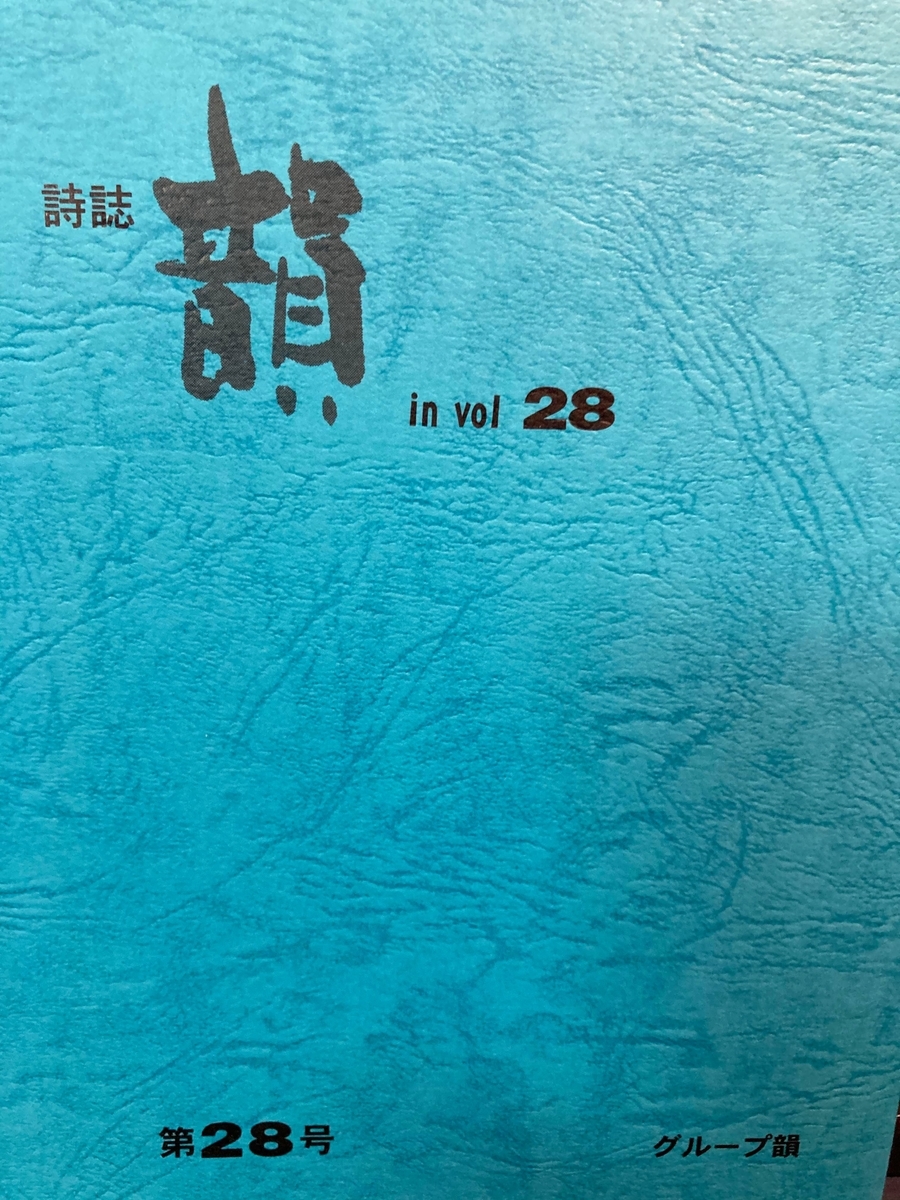 詩誌
韻
in vol 28
第28号
グループ韻